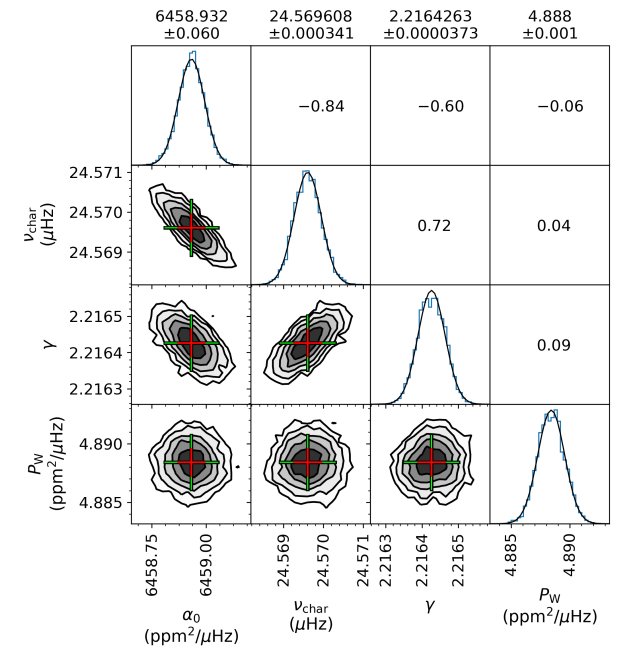 6458.932 24.569608 2.2164263 4.888
±0.060 ±0.000341 ±0.0000373 ±0.001
−0.84 −0.60 −0.06
24.571
24.570
24.569
νchar
(μHz)
0.72 0.04
2.2165
2.2164
2.2163
γ
0.09
4.890
4.885
PW
(ppm²/μHz)
6458.75 6459.00 24.569 24.570 24.571 2.2163 2.2164 2.2165 4.885 4.890
α0 νchar γ PW
(ppm²/μHz) (μHz) (ppm²/μHz)